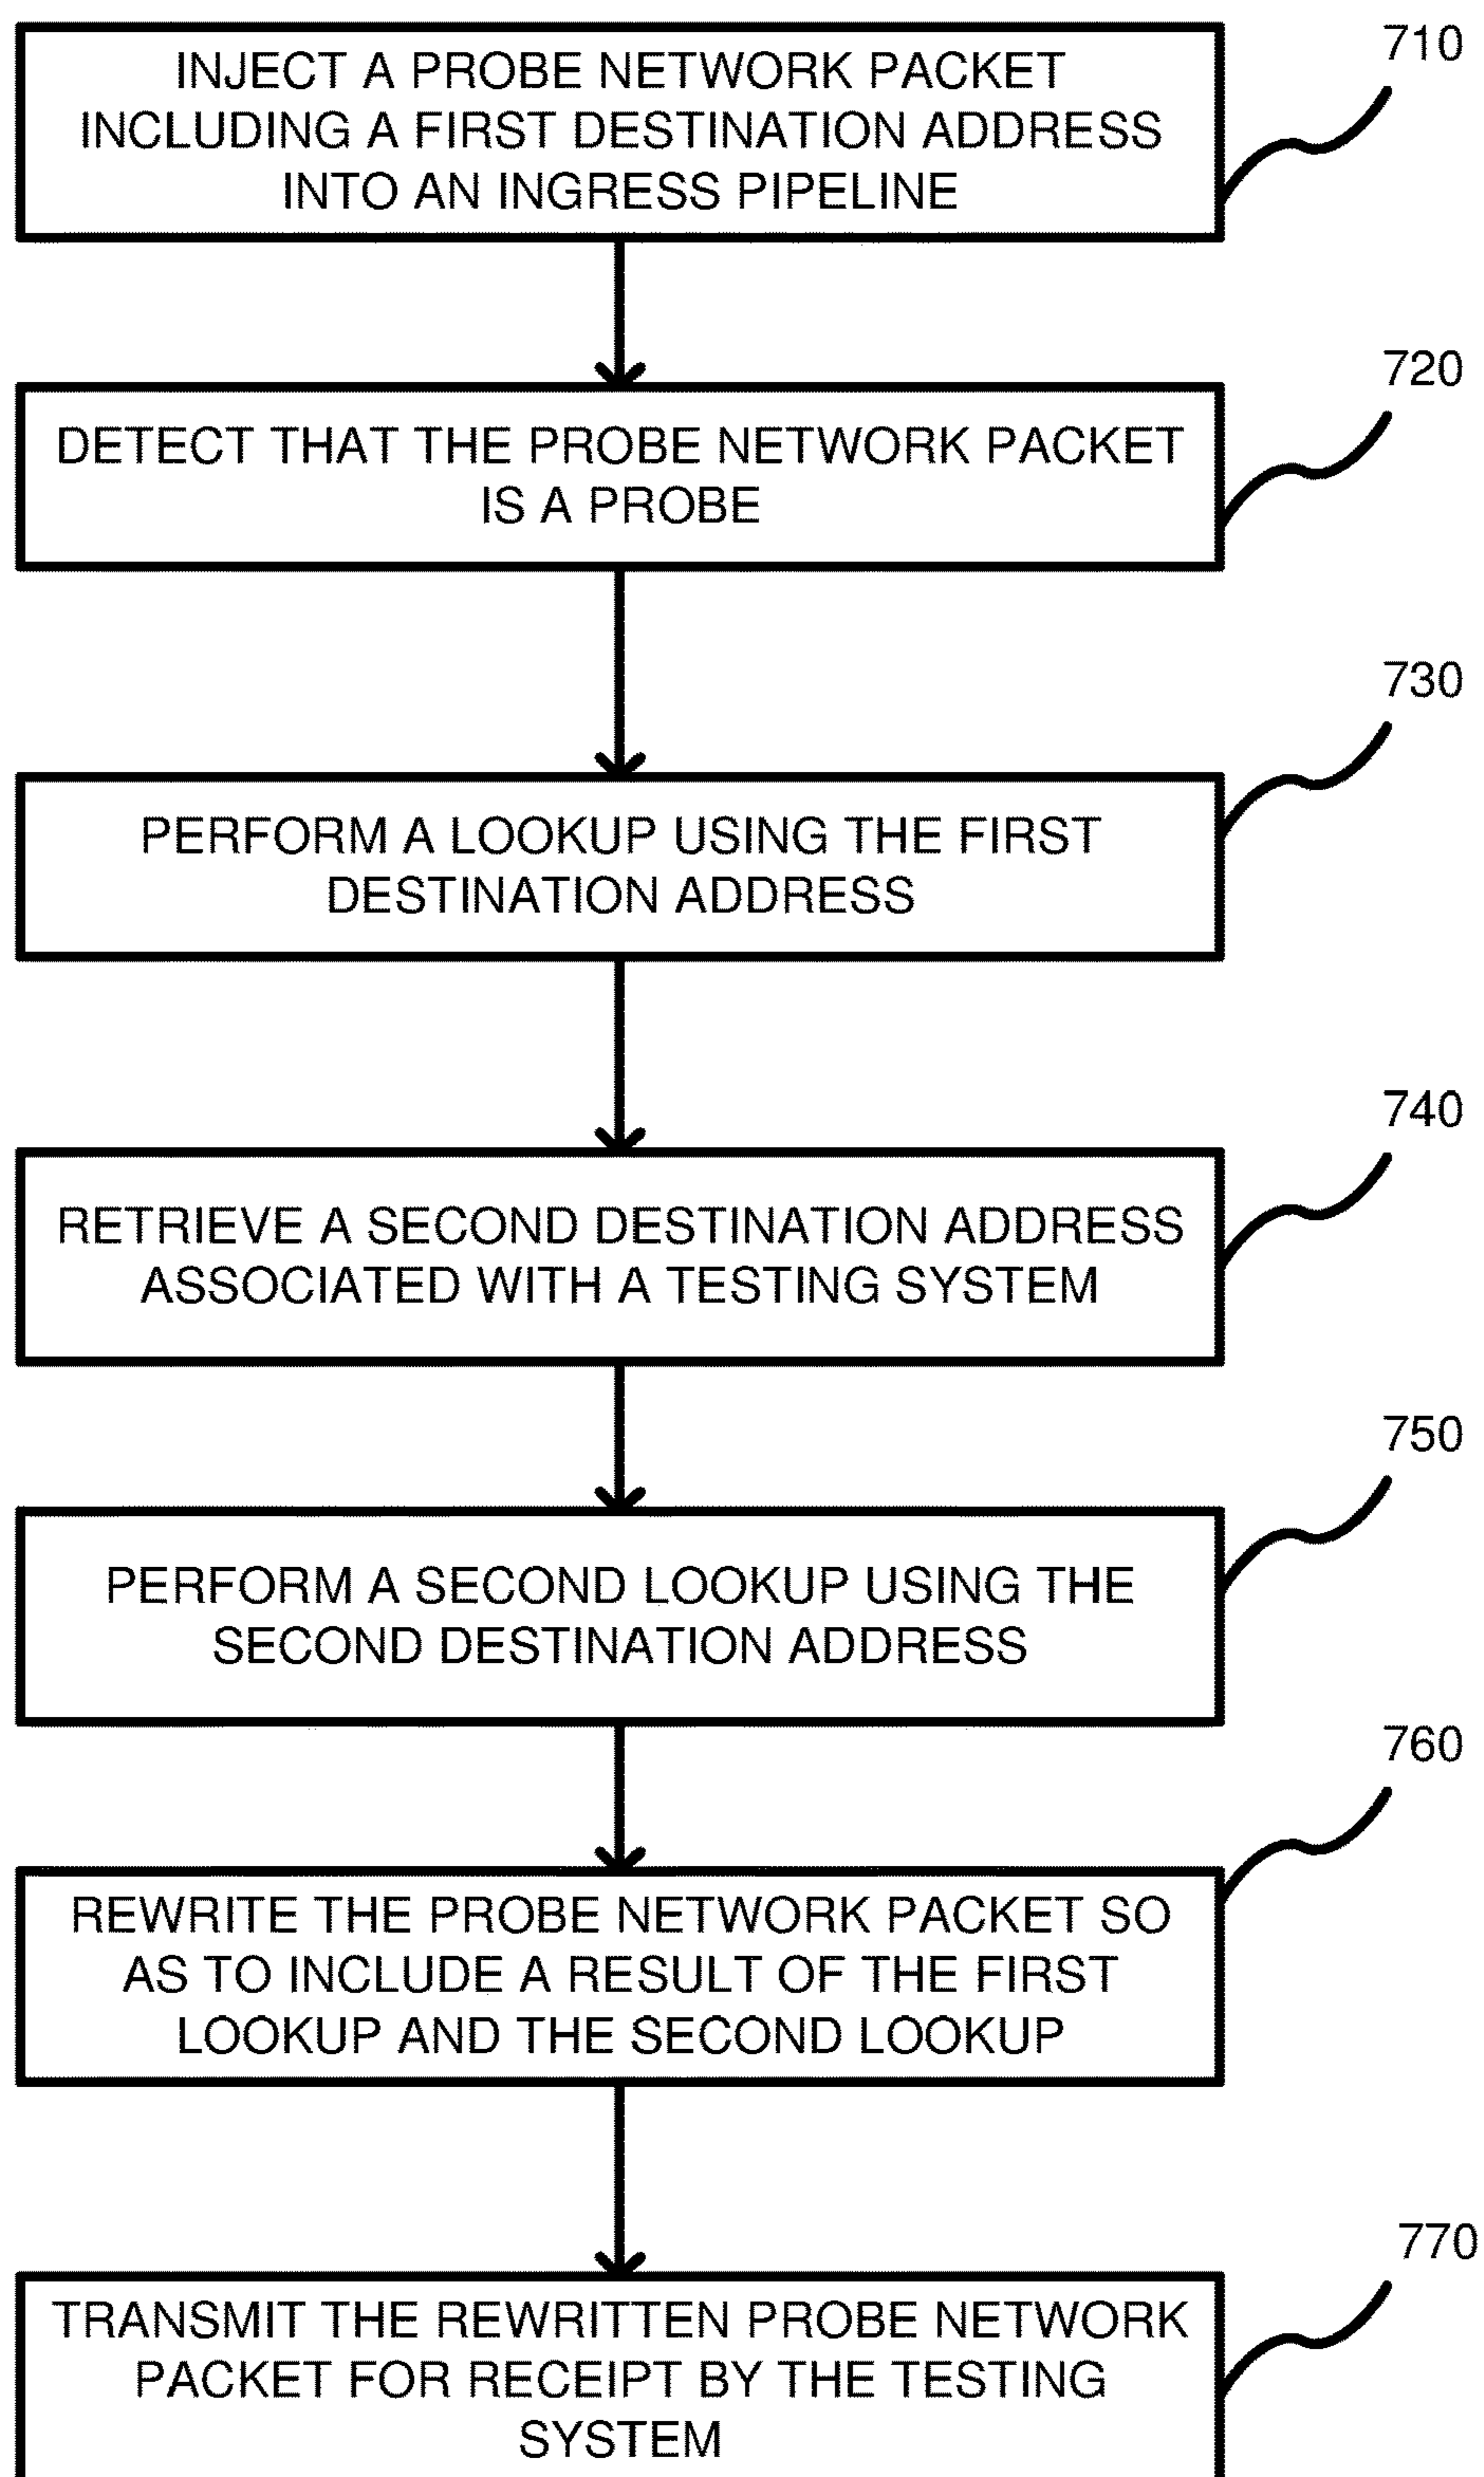 710
INJECT A PROBE NETWORK PACKET
INCLUDING A FIRST DESTINATION ADDRESS
INTO AN INGRESS PIPELINE
720
DETECT THAT THE PROBE NETWORK PACKET
IS A PROBE
730
PERFORM A LOOKUP USING THE FIRST
DESTINATION ADDRESS
740
RETRIEVE A SECOND DESTINATION ADDRESS
ASSOCIATED WITH A TESTING SYSTEM
750
PERFORM A SECOND LOOKUP USING THE
SECOND DESTINATION ADDRESS
760
REWRITE THE PROBE NETWORK PACKET SO
AS TO INCLUDE A RESULT OF THE FIRST
LOOKUP AND THE SECOND LOOKUP
770
TRANSMIT THE REWRITTEN PROBE NETWORK
PACKET FOR RECEIPT BY THE TESTING
SYSTEM